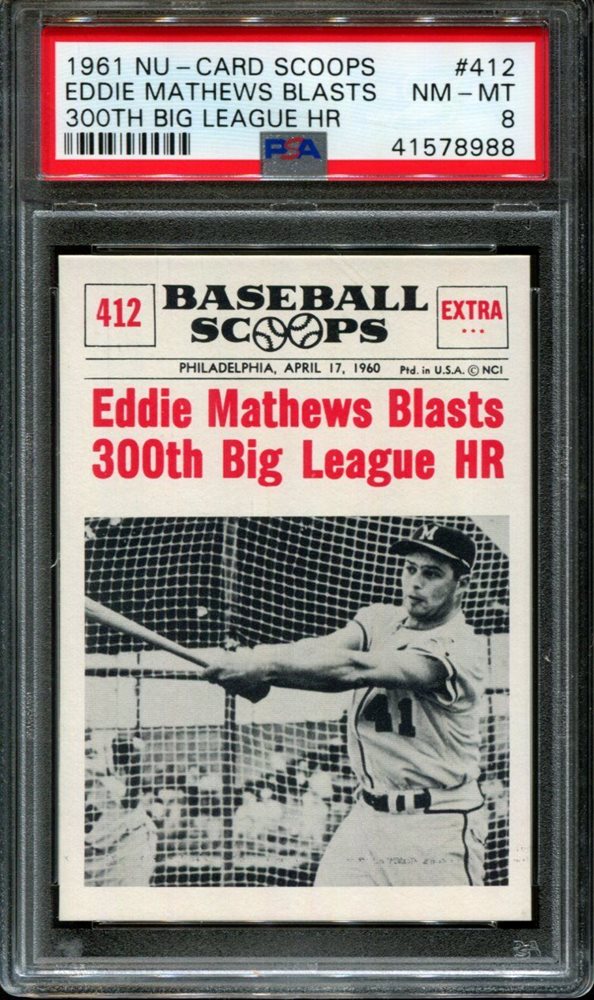 1961 NU-CARD SCOOPS #412
EDDIE MATHEWS BLASTS NM-MT
300TH BIG LEAGUE HR 8
PSA 41578988
412 BASEBALL SCOOPS EXTRA ...
PHILADELPHIA, APRIL 17, 1960 Ptd. in U.S.A. © NCI
Eddie Mathews Blasts
300th Big League HR
M
41